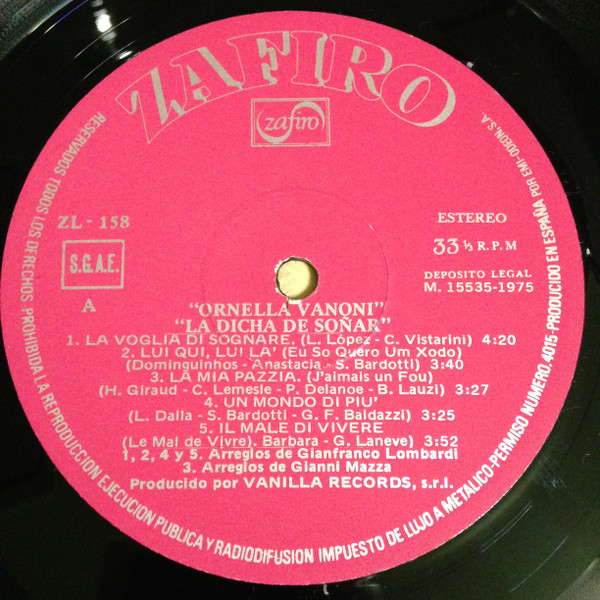 ZAFIRO
zafiro
ZL - 158
S.G.A.E.
A
ESTEREO
33 ⅓ R.P.M
DEPOSITO LEGAL
M. 15535-1975
"ORNELLA VANONI"
"LA DICHA DE SOÑAR"
1. LA VOGLIA DI SOGNARE. (L. López - C. Vistarini) 4:20
2. LUI QUI, LUI LA' (Eu So Quero Um Xodo)
(Dominguinhos - Anastacia - S. Bardotti) 3:40
3. LA MIA PAZZIA. (J'aimais un Fou)
(H. Giraud - C. Lemesle - P. Delanoe - B. Lauzi) 3:27
4. UN MONDO DI PIU'
(L. Dalla - S. Bardotti - G. F. Baldazzi) 3:25
5. IL MALE DI VIVERE
(Le Mal de Vivre). Barbara - G. Laneve) 3:52
1, 2, 4 y 5. Arreglos de Gianfranco Lombardi
3. Arreglos de Gianni Mazza
Producido por VANILLA RECORDS, s.r.l.
RESERVADOS TODOS LOS DERECHOS PROHIBIDA LA REPRODUCCION EJECUCION PUBLICA Y RADIODIFUSION IMPUESTO DE LUJO A METALICO-PERMISO NUMERO. 4015-PRODUCIDO EN ESPAÑA POR EMI-ODEON, S.A.